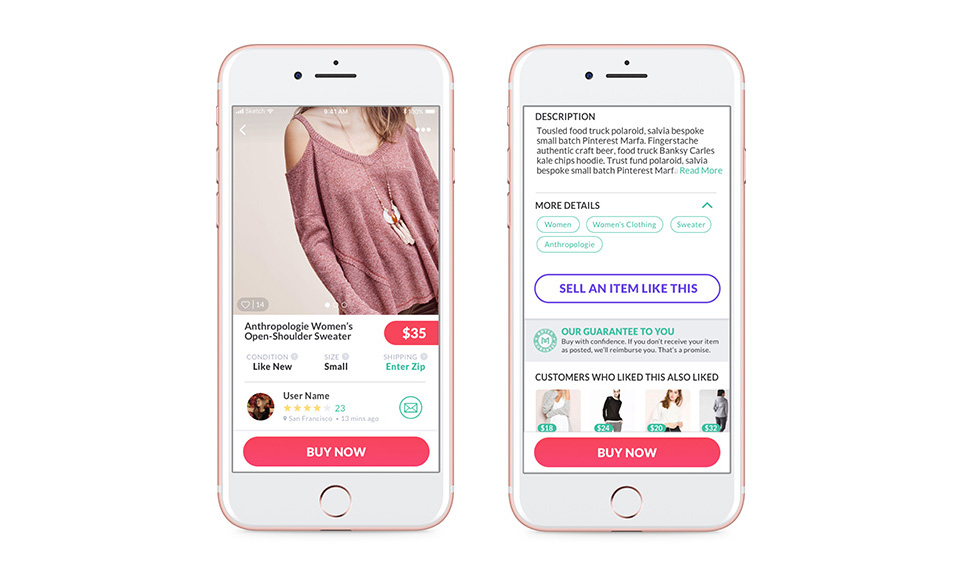 Sketch 9:41 AM 100%
14
Anthropologie Women's
Open-Shoulder Sweater
$35
CONDITION SIZE SHIPPING
Like New Small Enter Zip
User Name
23
San Francisco • 13 mins ago
BUY NOW
DESCRIPTION
Tousled food truck polaroid, salvia bespoke
small batch Pinterest Marfa. Fingerstache
authentic craft beer, food truck Banksy Carles
kale chips hoodie. Trust fund polaroid, salvia
bespoke small batch Pinterest Marf.. Read More
MORE DETAILS
Women Women's Clothing Sweater
Anthropologie
SELL AN ITEM LIKE THIS
OUR GUARANTEE TO YOU
Buy with confidence. If you don't receive your item
as posted, we'll reimburse you. That's a promise.
CUSTOMERS WHO LIKED THIS ALSO LIKED
$18 $24 $20 $32
BUY NOW